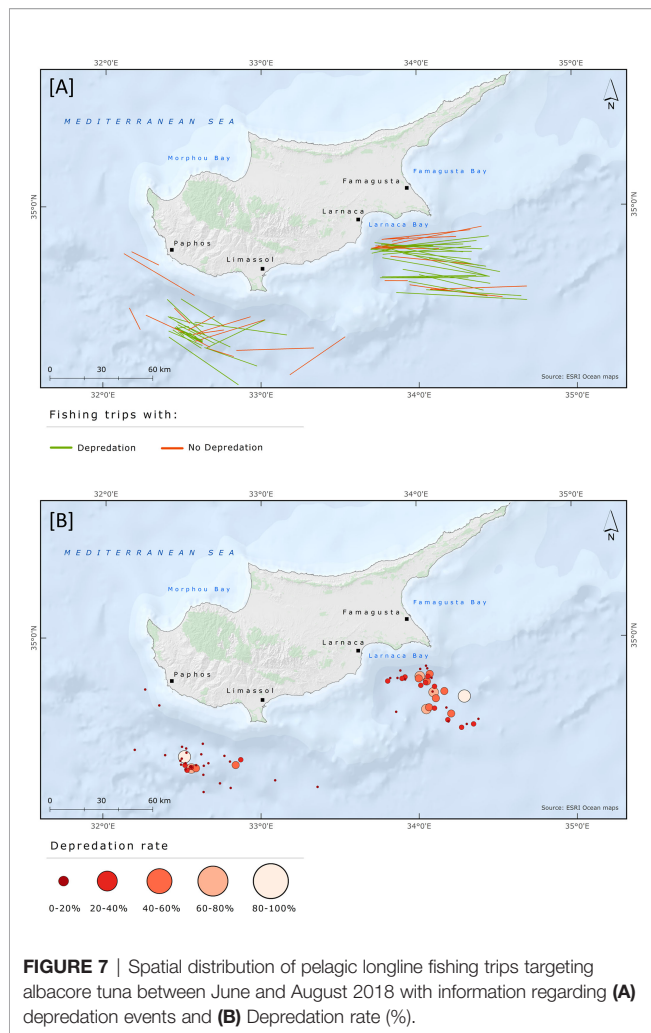 32°0'E 33°0'E 34°0'E 35°0'E
[A]
N
MEDITERRANEAN SEA
Morphou Bay
Famagusta Bay
Famagusta
35°0'N
35°0'N
Larnaca
Larnaca Bay
Paphos
Limassol
0 30 60 km
Source: ESRI Ocean maps
32°0'E 33°0'E 34°0'E 35°0'E
Fishing trips with:
Depredation No Depredation
32°0'E 33°0'E 34°0'E 35°0'E
[B]
N
MEDITERRANEAN SEA
Morphou Bay
Famagusta Bay
Famagusta
35°0'N
35°0'N
Larnaca
Larnaca Bay
Paphos
Limassol
0 30 60 km
Source: ESRI Ocean maps
32°0'E 33°0'E 34°0'E 35°0'E
Depredation rate
0-20% 20-40% 40-60% 60-80% 80-100%
FIGURE 7 | Spatial distribution of pelagic longline fishing trips targeting
albacore tuna between June and August 2018 with information regarding (A)
depredation events and (B) Depredation rate (%).